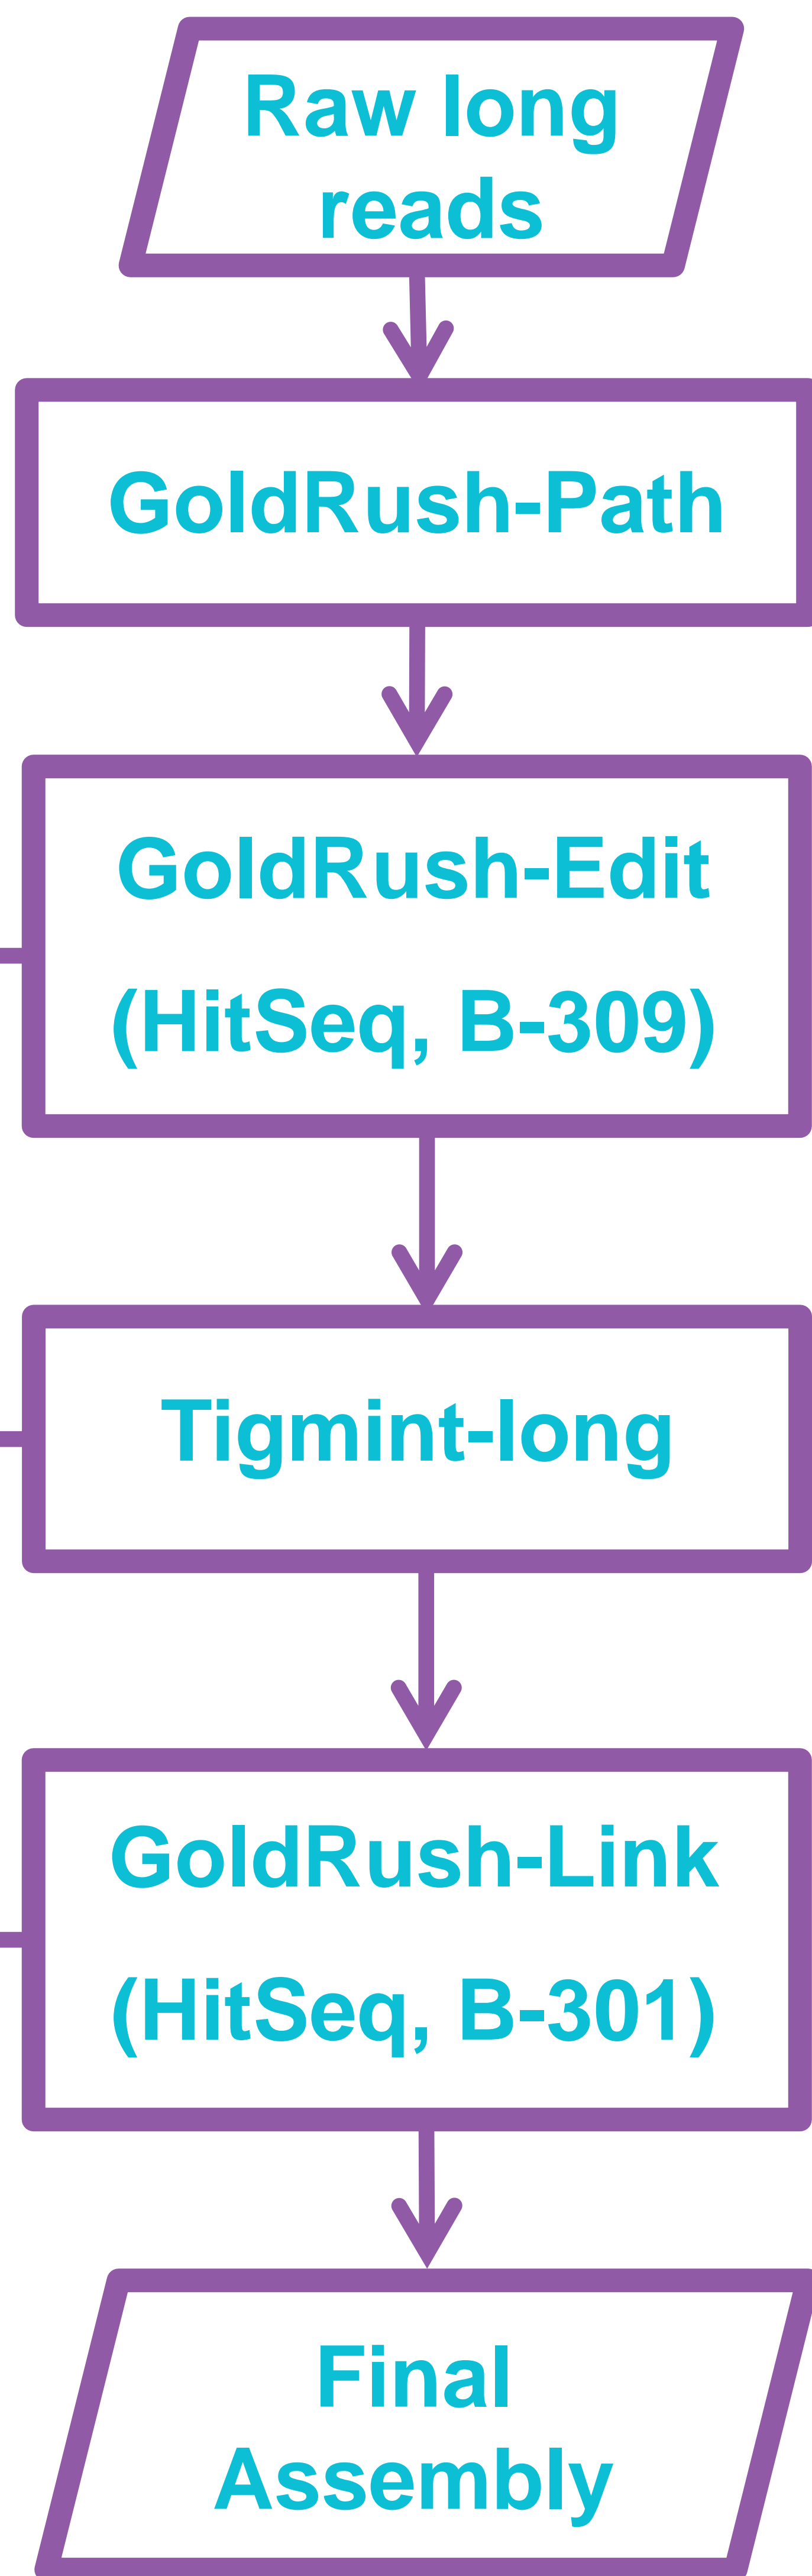 Raw long
reads
GoldRush-Path
GoldRush-Edit
(HitSeq, B-309)
Tigmint-long
GoldRush-Link
(HitSeq, B-301)
Final
Assembly